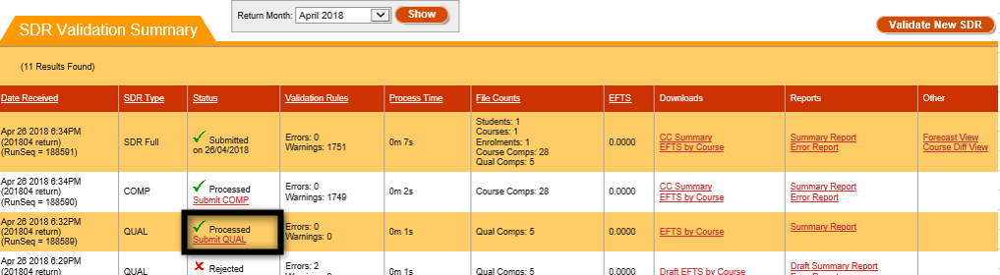 Return Month: April 2018 Show
SDR Validation Summary
Validate New SDR
(11 Results Found)
Date Received SDR Type Status Validation Rules Process Time File Counts EFTS Downloads Reports Other
Apr 26 2018 6:34PM
(201804 return)
(RunSeq = 188591)
SDR Full
Submitted
on 26/04/2018
Errors: 0
Warnings: 1751
0m 7s
Students: 1
Courses: 1
Enrolments: 1
Course Comps: 28
Qual Comps: 5
0.0000
CC Summary
EFTS by Course
Summary Report
Error Report
Forecast View
Course Diff View
Apr 26 2018 6:34PM
(201804 return)
(RunSeq = 188590)
COMP
Processed
Submit COMP
Errors: 0
Warnings: 1749
0m 2s
Course Comps: 28
0.0000
CC Summary
EFTS by Course
Summary Report
Error Report
Apr 26 2018 6:32PM
(201804 return)
(RunSeq = 188589)
QUAL
Processed
Submit QUAL
Errors: 0
Warnings: 0
0m 1s
Qual Comps: 5
0.0000
EFTS by Course
Summary Report
Apr 26 2018 6:29PM
(201804 return)
QUAL
Rejected
Errors: 2
0m 1s
Qual Comps: 5
0.0000
Draft EFTS by Course
Draft Summary Report
Error Report